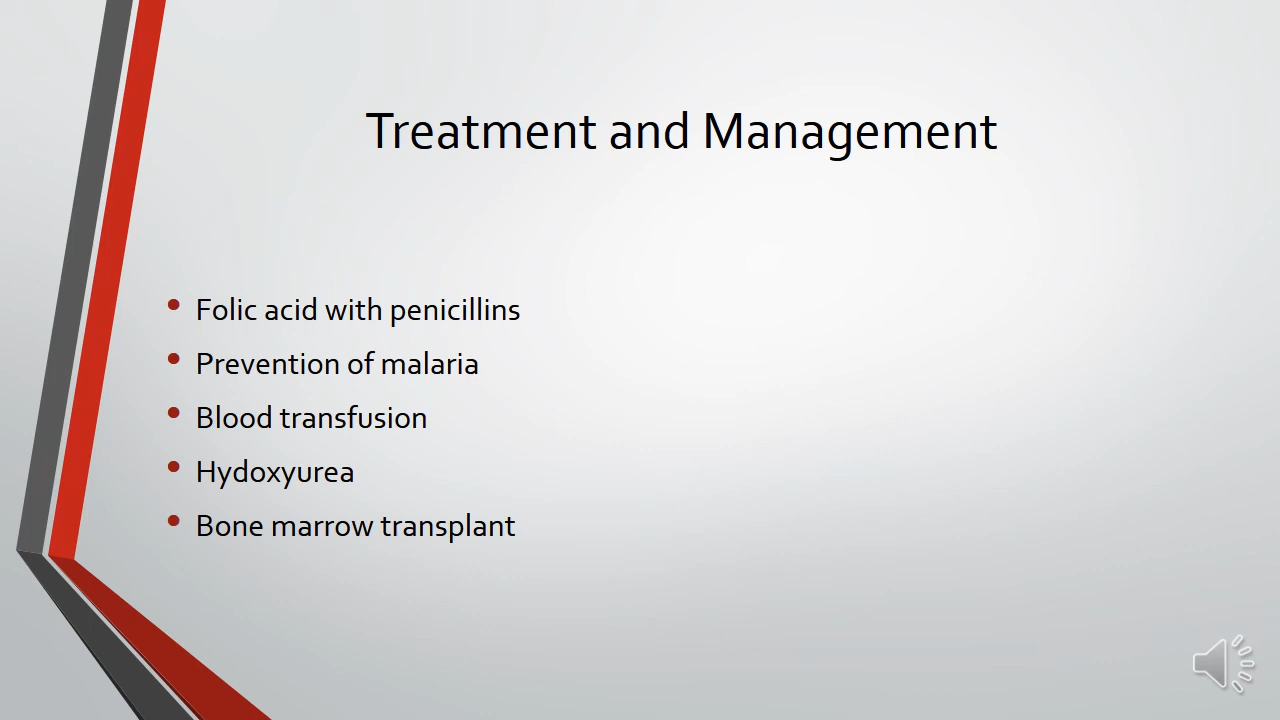 Treatment and Management
• Folic acid with penicillins
• Prevention of malaria
• Blood transfusion
• Hydoxyurea
• Bone marrow transplant